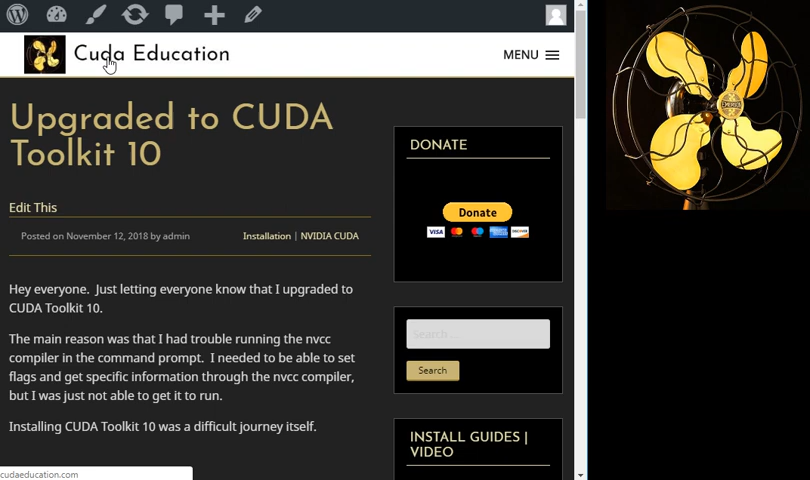 Cuda Education
MENU
Upgraded to CUDA
Toolkit 10
Edit This
Posted on November 12, 2018 by admin
Installation | NVIDIA CUDA
Hey everyone. Just letting everyone know that I upgraded to
CUDA Toolkit 10.
The main reason was that I had trouble running the nvcc
compiler in the command prompt. I needed to be able to set
flags and get specific information through the nvcc compiler,
but I was just not able to get it to run.
Installing CUDA Toolkit 10 was a difficult journey itself.
DONATE
Donate
VISA
Search ...
Search
INSTALL GUIDES |
VIDEO
cudaeducation.com
EMERSON